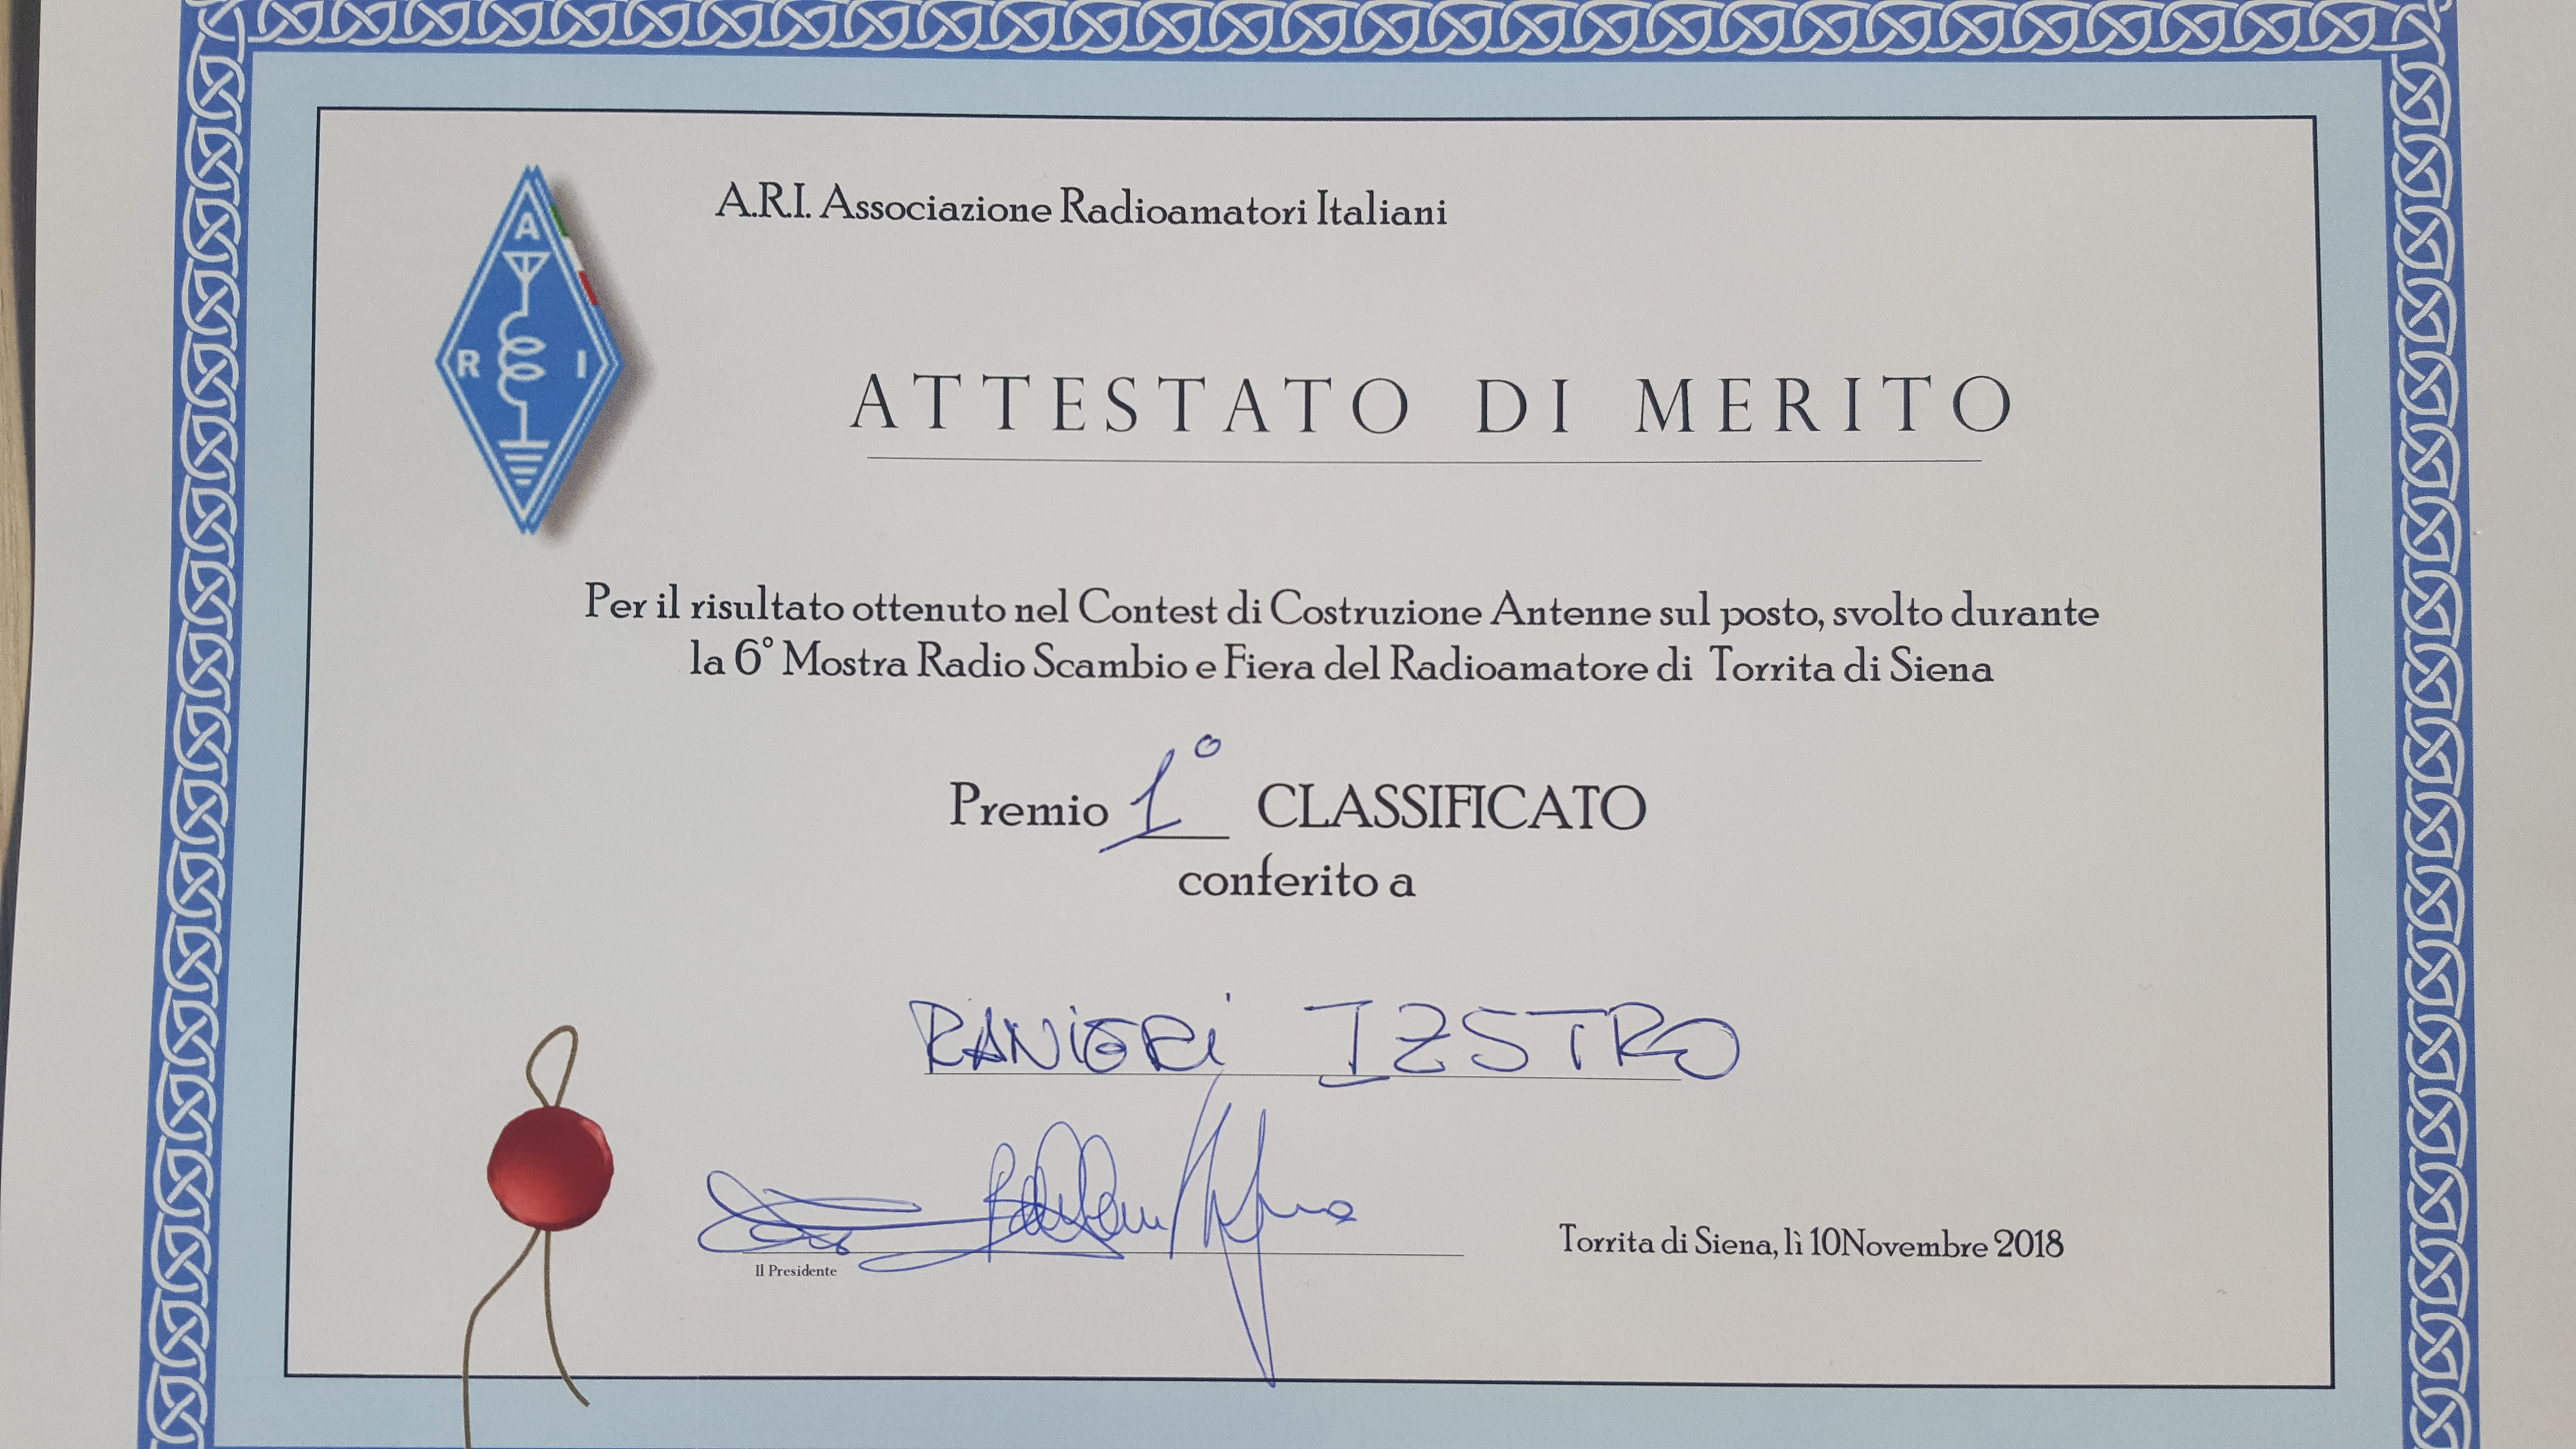 A.R.I. Associazione Radioamatori Italiani
A
R I
ATTESTATO DI MERITO
Per il risultato ottenuto nel Contest di Costruzione Antenne sul posto, svolto durante
la 6° Mostra Radio Scambio e Fiera del Radioamatore di Torrita di Siena
Premio 1° CLASSIFICATO
conferito a
RANIERI IZ5TRO
Torrita di Siena, lì 10Novembre 2018
Il Presidente